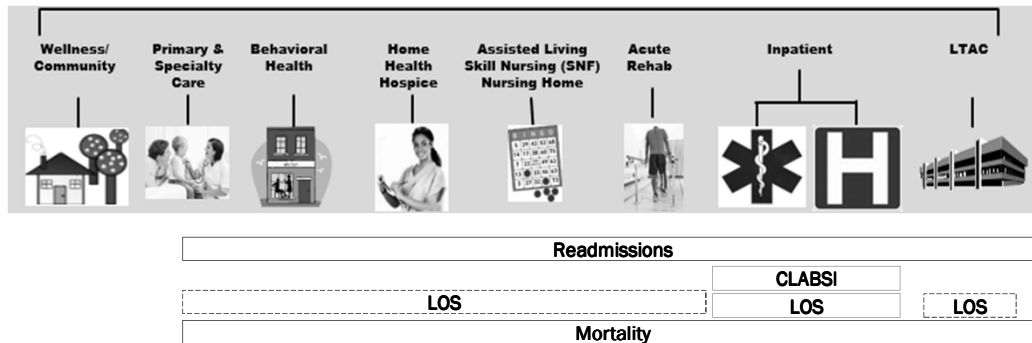 Wellness/
Community
Primary &
Specialty
Care
Behavioral
Health
Home
Health
Hospice
Assisted Living
Skill Nursing (SNF)
Nursing Home
Acute
Rehab
Inpatient
LTAC
BINGO
H
Readmissions
CLABSI
LOS
LOS
LOS
Mortality